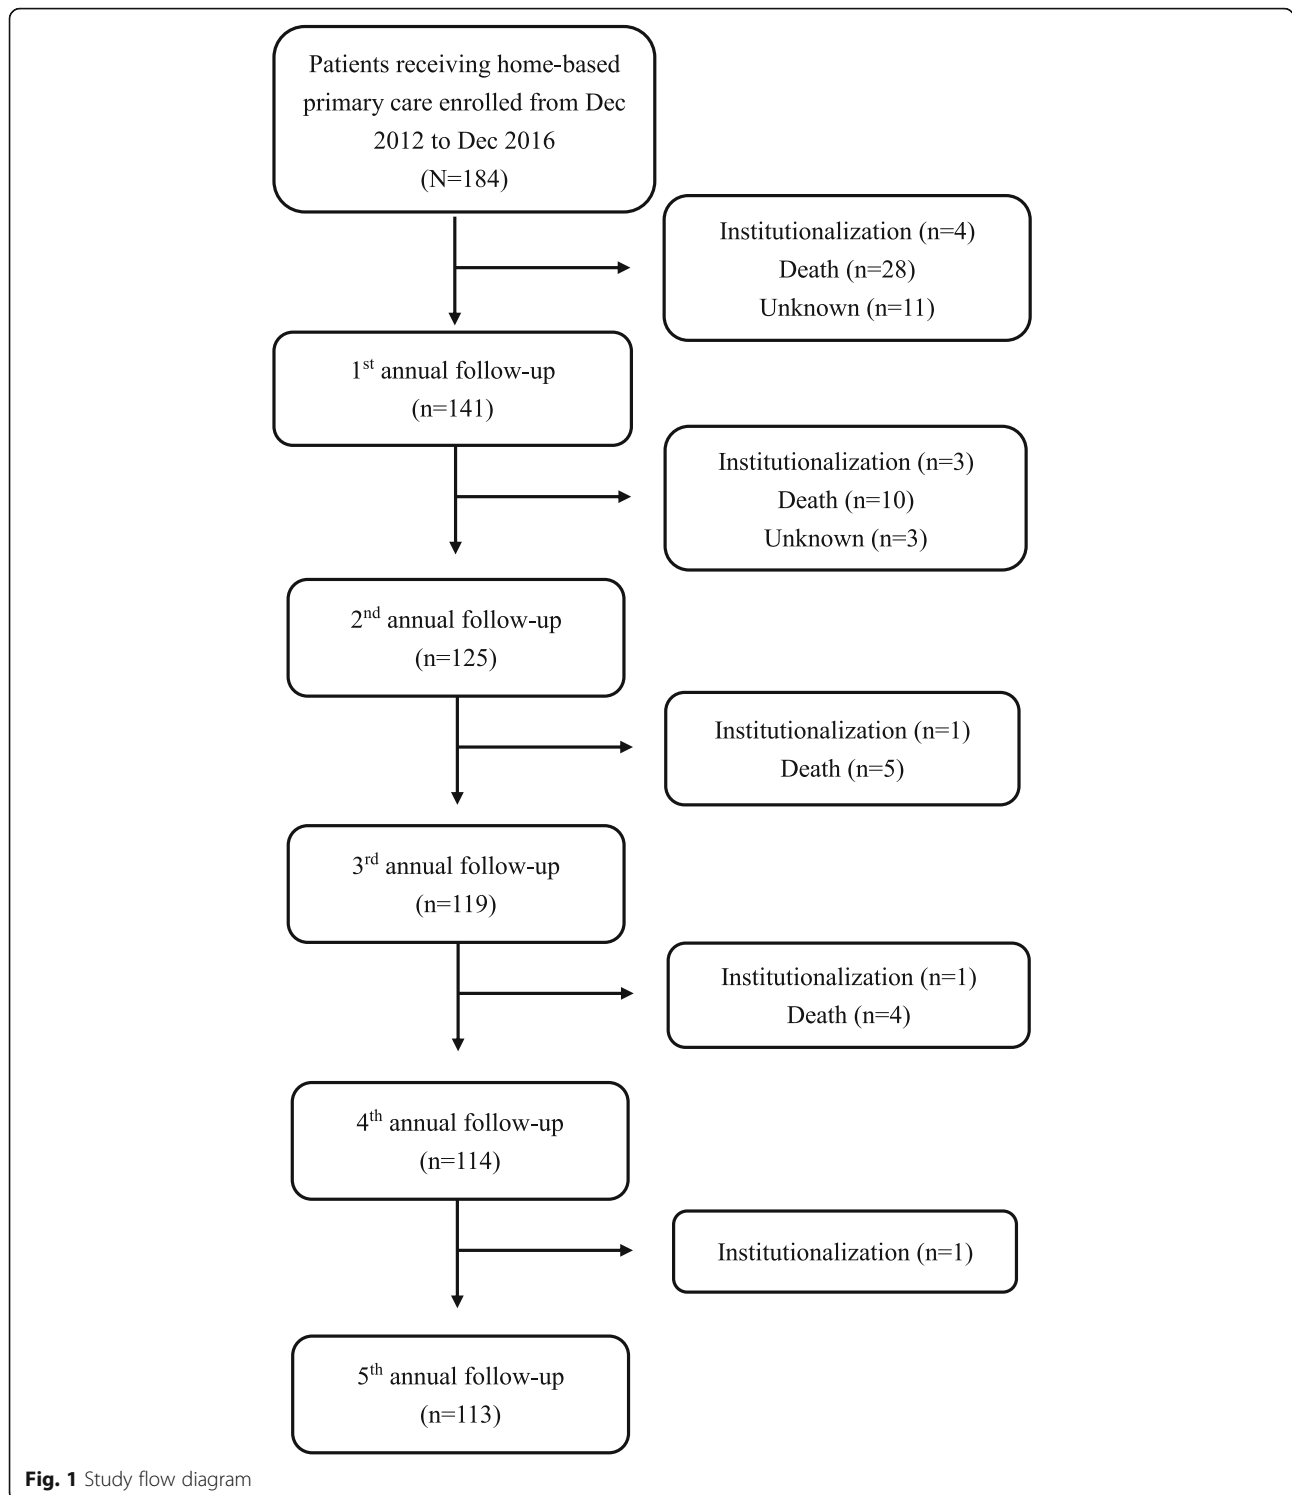 Patients receiving home-based
primary care enrolled from Dec
2012 to Dec 2016
(N=184)
Institutionalization (n=4)
Death (n=28)
Unknown (n=11)
1st annual follow-up
(n=141)
Institutionalization (n=3)
Death (n=10)
Unknown (n=3)
2nd annual follow-up
(n=125)
Institutionalization (n=1)
Death (n=5)
3rd annual follow-up
(n=119)
Institutionalization (n=1)
Death (n=4)
4th annual follow-up
(n=114)
Institutionalization (n=1)
5th annual follow-up
(n=113)
Fig. 1 Study flow diagram